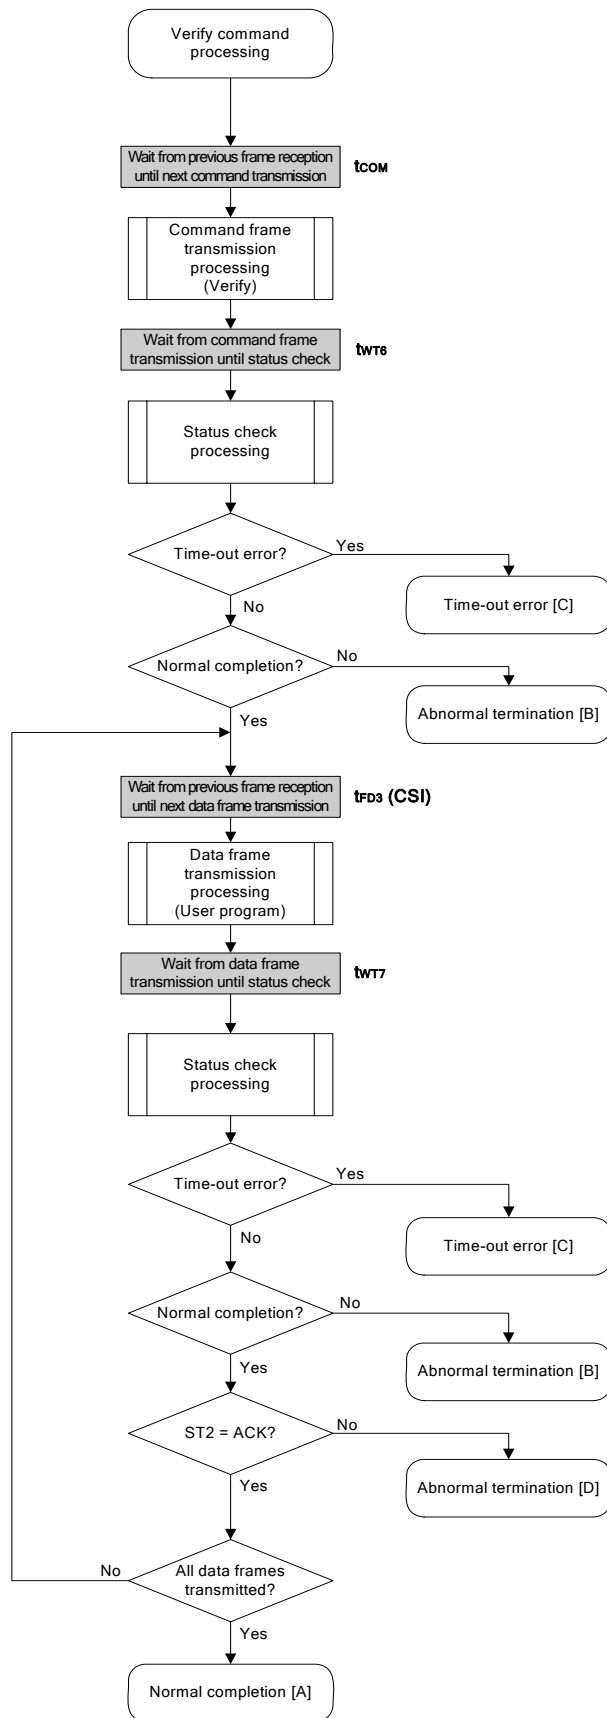 Verify command
processing
Wait from previous frame reception
until next command transmission
tCOM
Command frame
transmission
processing
(Verify)
Wait from command frame
transmission until status check
tWT6
Status check
processing
Time-out error?
Yes
Time-out error [C]
No
Normal completion?
No
Abnormal termination [B]
Yes
Wait from previous frame reception
until next data frame transmission
tFD3 (CSI)
Data frame
transmission
processing
(User program)
Wait from data frame
transmission until status check
tWT7
Status check
processing
Time-out error?
Yes
Time-out error [C]
No
Normal completion?
No
Abnormal termination [B]
Yes
ST2 = ACK?
No
Abnormal termination [D]
Yes
No
All data frames
transmitted?
Yes
Normal completion [A]